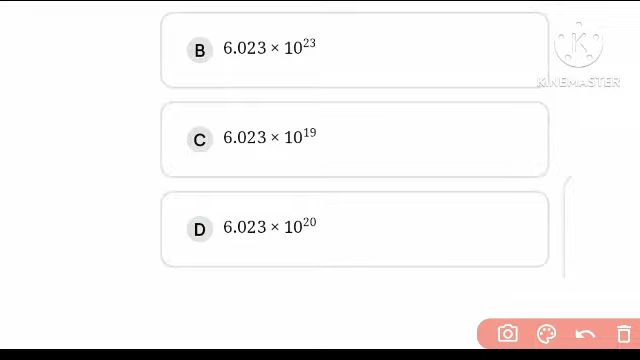 B 6.023 × 10²³
K
KINEMASTER
C 6.023 × 10¹⁹
D 6.023 × 10²⁰